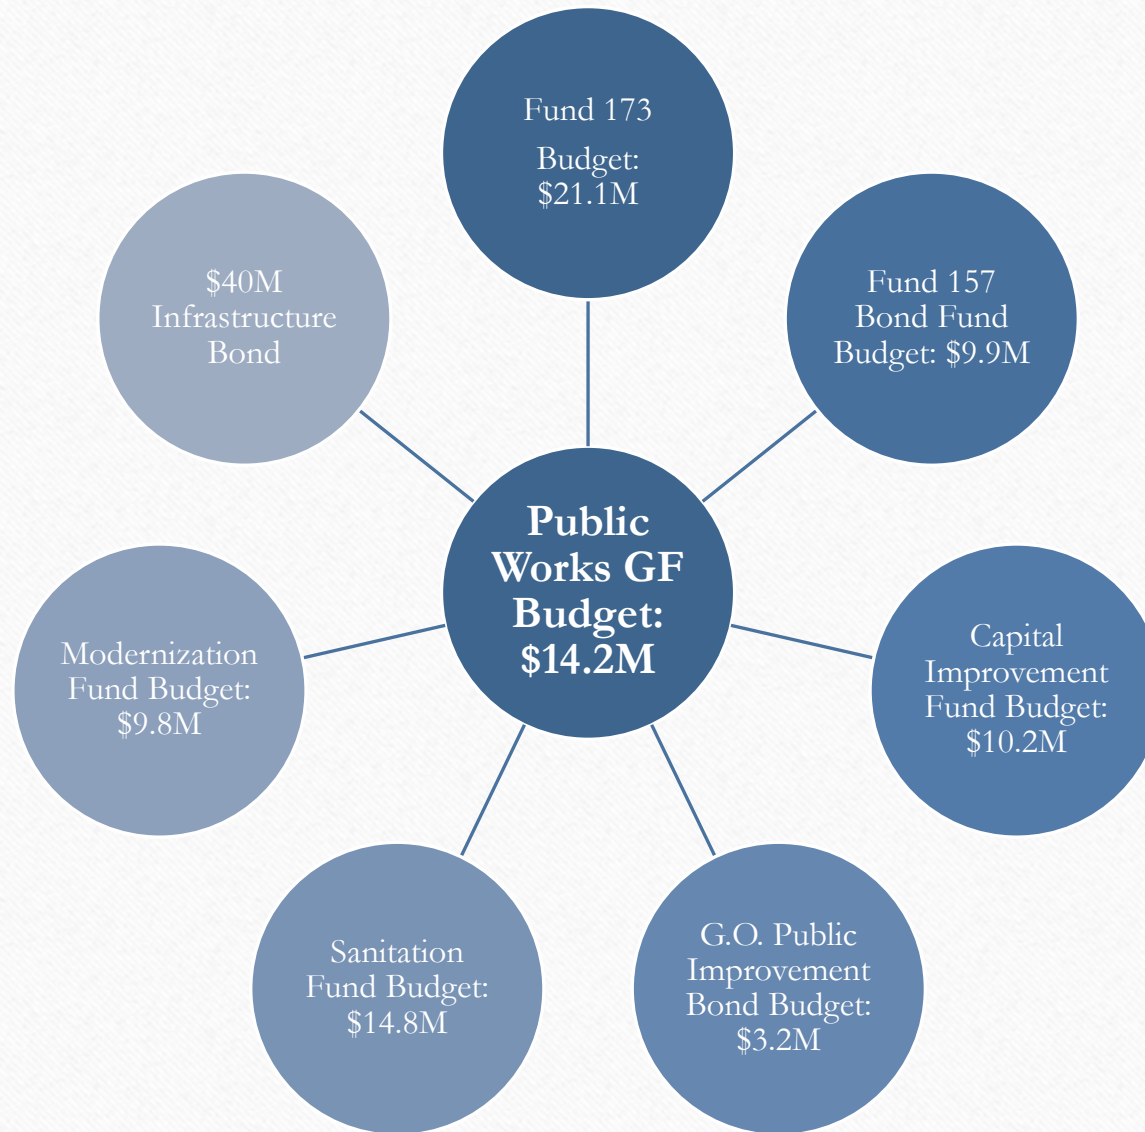 Fund 173
Budget:
$21.1M
Fund 157
Bond Fund
Budget: $9.9M
Capital
Improvement
Fund Budget:
$10.2M
G.O. Public
Improvement
Bond Budget:
$3.2M
Sanitation
Fund Budget:
$14.8M
Modernization
Fund Budget:
$9.8M
$40M
Infrastructure
Bond
Public
Works GF
Budget:
$14.2M